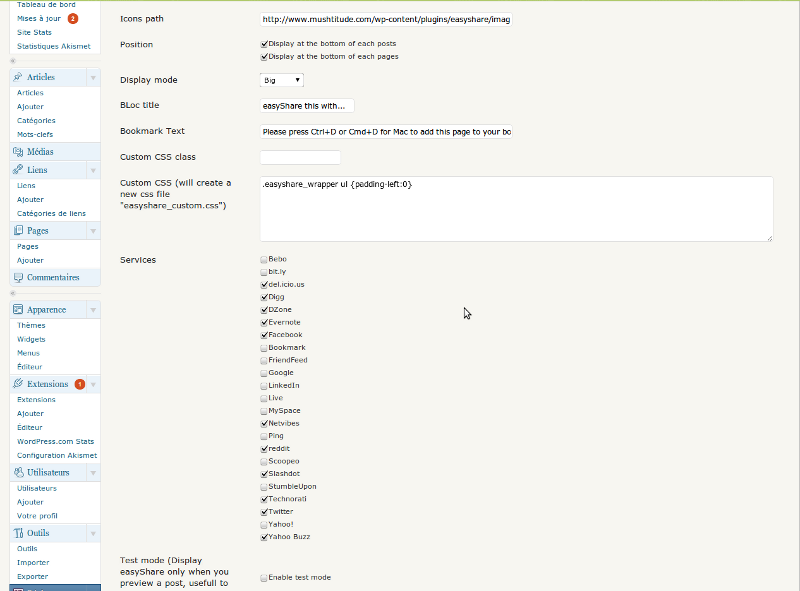 Tableau de bord
Mises à jour 2
Site Stats
Statistiques Akismet
Articles
Articles
Ajouter
Catégories
Mots-clefs
Médias
Liens
Liens
Ajouter
Catégories de liens
Pages
Pages
Ajouter
Commentaires
Apparence
Thèmes
Widgets
Menus
Éditeur
Extensions 1
Extensions
Ajouter
Éditeur
WordPress.com Stats
Configuration Akismet
Utilisateurs
Utilisateurs
Ajouter
Votre profil
Outils
Outils
Importer
Exporter
Icons path http://www.mushtitude.com/wp-content/plugins/easyshare/imag
Position Display at the bottom of each posts
Display at the bottom of each pages
Display mode Big
BLoc title easyShare this with...
Bookmark Text Please press Ctrl+D or Cmd+D for Mac to add this page to your bo
Custom CSS class
Custom CSS (will create a
new css file
"easyshare_custom.css")
.easyshare_wrapper ul {padding-left:0}
Services Bebo
bit.ly
del.icio.us
Digg
DZone
Evernote
Facebook
Bookmark
FriendFeed
Google
LinkedIn
Live
MySpace
Netvibes
Ping
reddit
Scoopeo
Slashdot
StumbleUpon
Technorati
Twitter
Yahoo!
Yahoo Buzz
Test mode (Display
easyShare only when you
preview a post, usefull to
Enable test mode